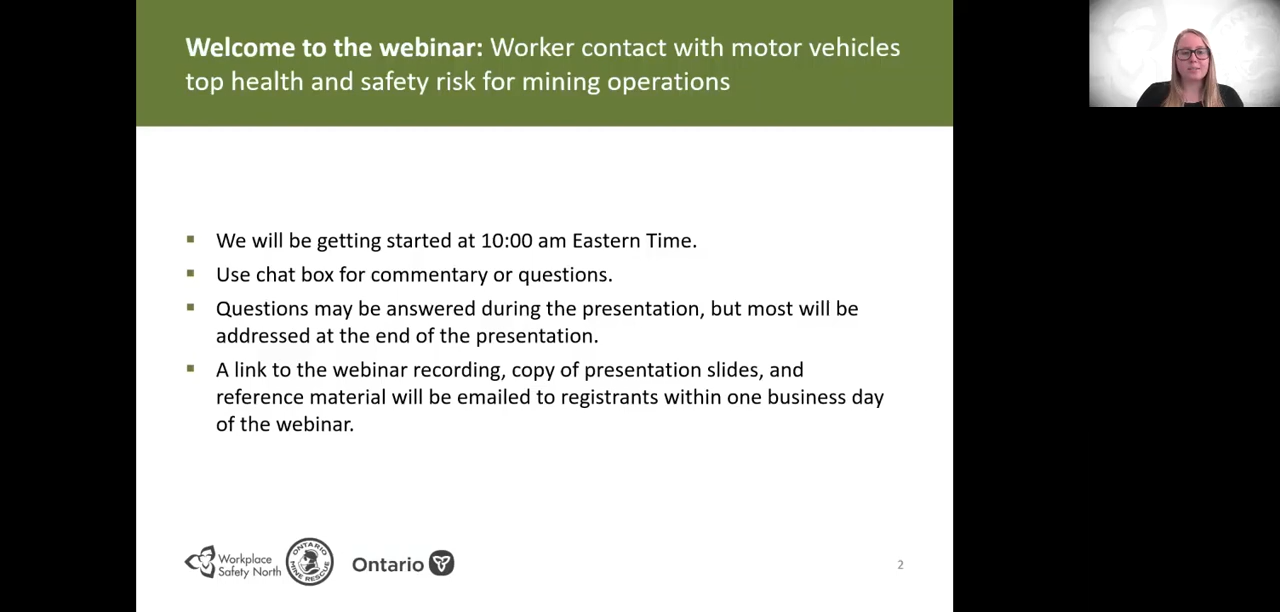 Welcome to the webinar: Worker contact with motor vehicles
top health and safety risk for mining operations
▪ We will be getting started at 10:00 am Eastern Time.
▪ Use chat box for commentary or questions.
▪ Questions may be answered during the presentation, but most will be
addressed at the end of the presentation.
▪ A link to the webinar recording, copy of presentation slides, and
reference material will be emailed to registrants within one business day
of the webinar.
Workplace
Safety North
ONTARIO
MINE RESCUE
Ontario
2